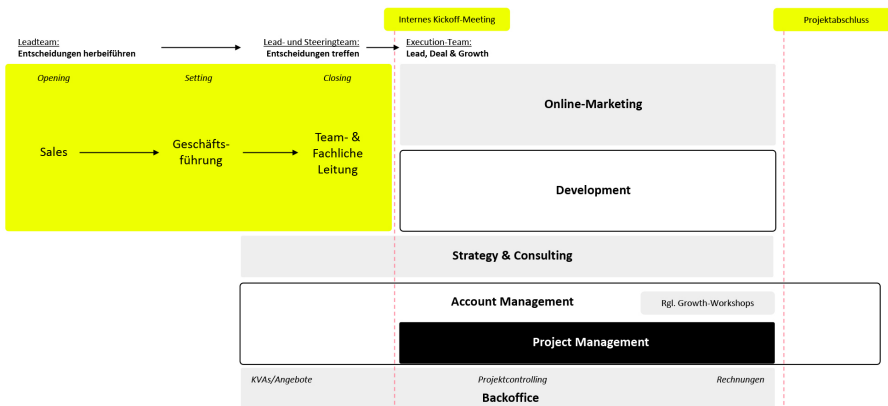 Internes Kickoff-Meeting
Projektabschluss
Leadteam:
Entscheidungen herbeiführen
Lead- und Steeringteam:
Entscheidungen treffen
Execution-Team:
Lead, Deal & Growth
Opening
Setting
Closing
Sales
Geschäfts-
führung
Team- &
Fachliche
Leitung
Online-Marketing
Development
Strategy & Consulting
Account Management
Rgl. Growth-Workshops
Project Management
KVAs/Angebote
Projektcontrolling
Rechnungen
Backoffice